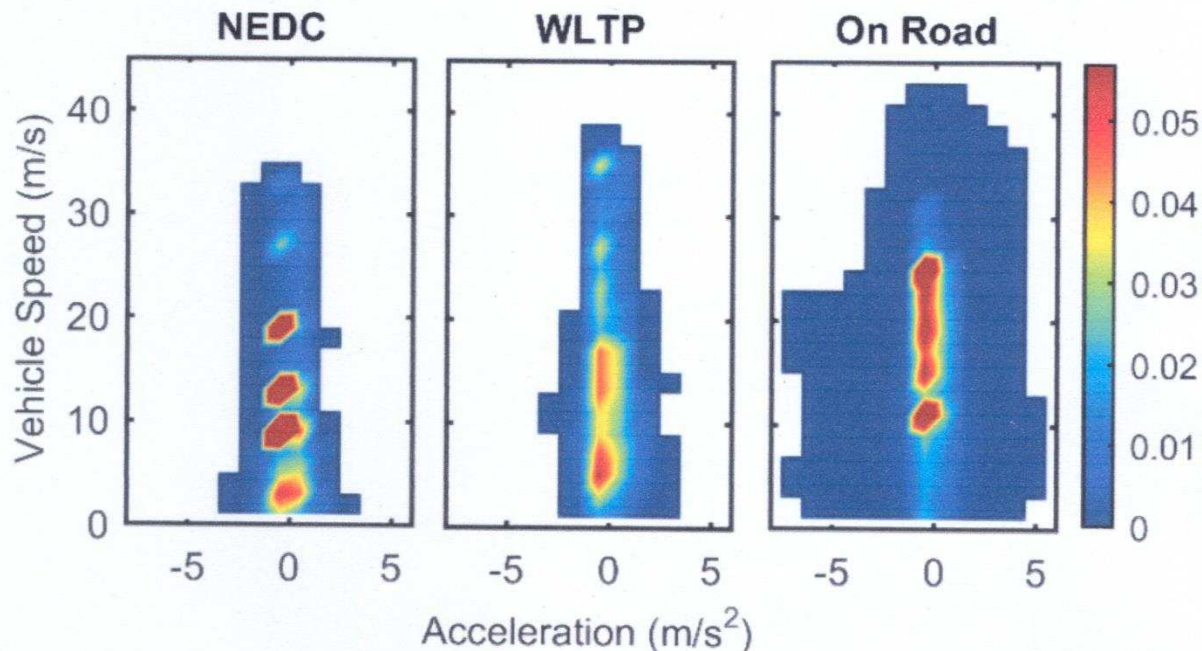 NEDC WLTP On Road
Vehicle Speed (m/s)
40
30
20
10
0
-5 0 5
-5 0 5
-5 0 5
Acceleration (m/s²)
0.05
0.04
0.03
0.02
0.01
0